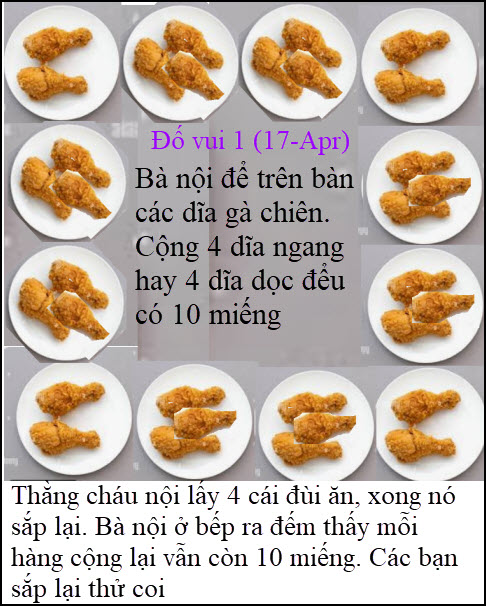 Đố vui 1 (17-Apr)
Bà nội để trên bàn
các dĩa gà chiên.
Cộng 4 dĩa ngang
hay 4 dĩa dọc đểu
có 10 miếng
Thằng cháu nội lấy 4 cái đùi ăn, xong nó
sắp lại. Bà nội ở bếp ra đếm thấy mỗi
hàng cộng lại vẫn còn 10 miếng. Các bạn
sắp lại thử coi